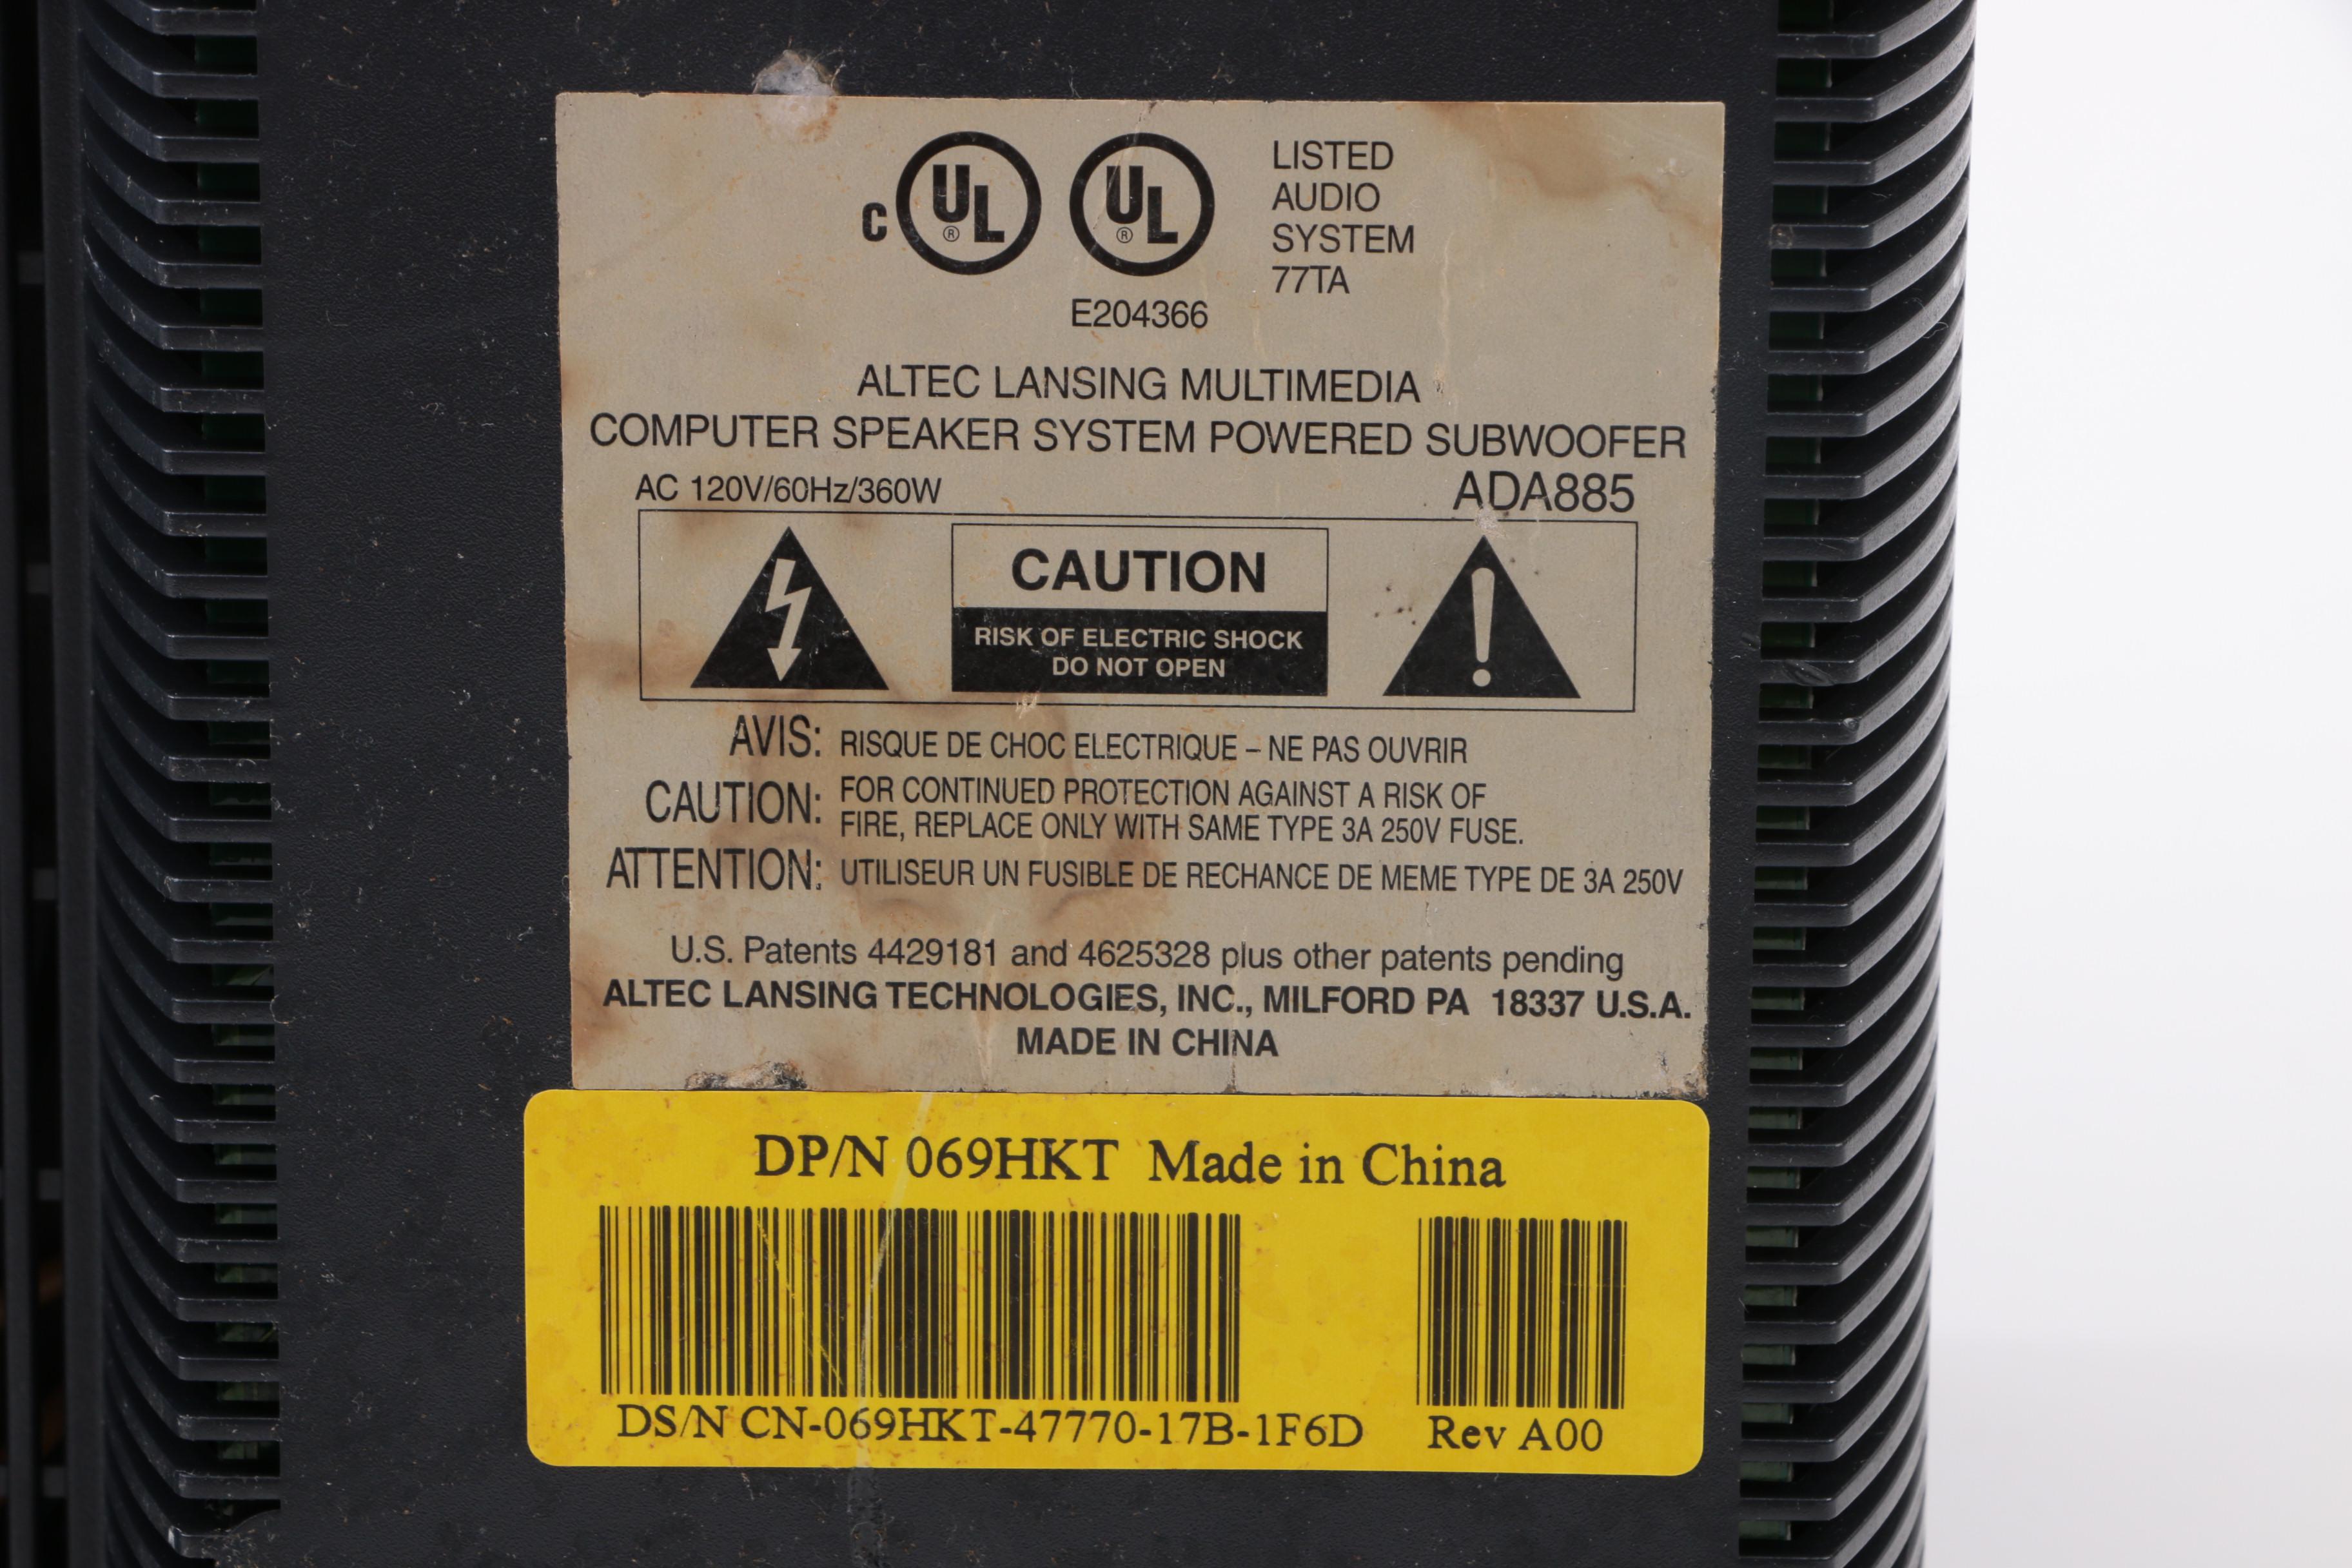 C UL® UL®
LISTED
AUDIO
SYSTEM
77TA
E204366
ALTEC LANSING MULTIMEDIA
COMPUTER SPEAKER SYSTEM POWERED SUBWOOFER
AC 120V/60Hz/360W ADA885
CAUTION
RISK OF ELECTRIC SHOCK
DO NOT OPEN
AVIS: RISQUE DE CHOC ELECTRIQUE – NE PAS OUVRIR
CAUTION: FOR CONTINUED PROTECTION AGAINST A RISK OF
FIRE, REPLACE ONLY WITH SAME TYPE 3A 250V FUSE.
ATTENTION: UTILISEUR UN FUSIBLE DE RECHANCE DE MEME TYPE DE 3A 250V
U.S. Patents 4429181 and 4625328 plus other patents pending
ALTEC LANSING TECHNOLOGIES, INC., MILFORD PA 18337 U.S.A.
MADE IN CHINA
DP/N 069HKT Made in China
DS/N CN-069HKT-47770-17B-1F6D Rev A00